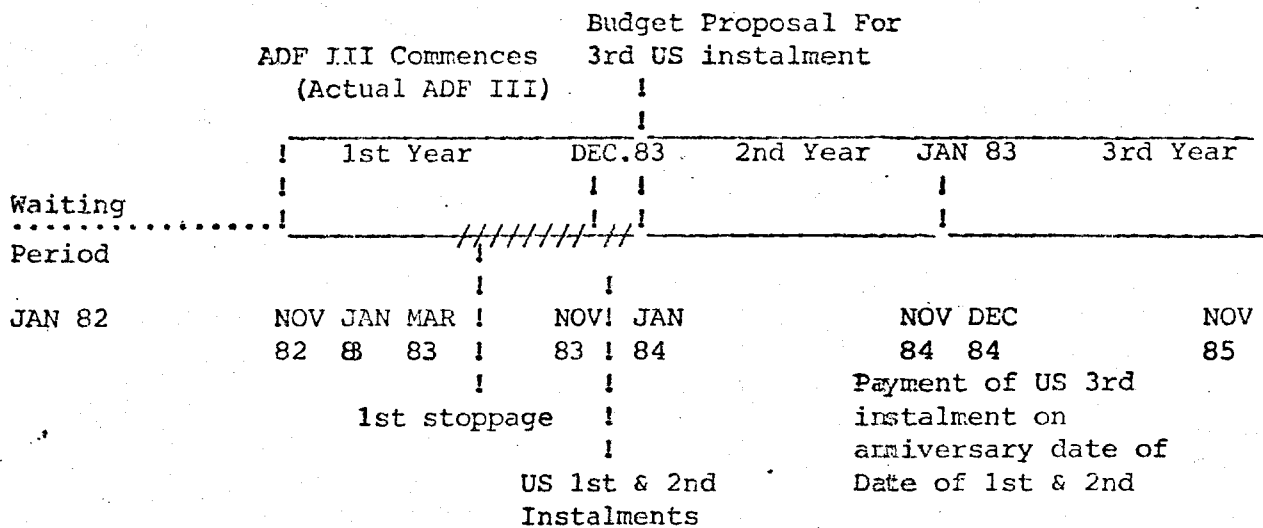 Budget Proposal For
ADF III Commences 3rd US instalment
(Actual ADF III)
1st Year DEC.83 2nd Year JAN 83 3rd Year
Waiting
Period
JAN 82 NOV JAN MAR NOV JAN NOV DEC NOV
82 83 83 84 84 84 85
Payment of US 3rd
1st stoppage instalment on
anniversary date of
US 1st & 2nd Date of 1st & 2nd
Instalments